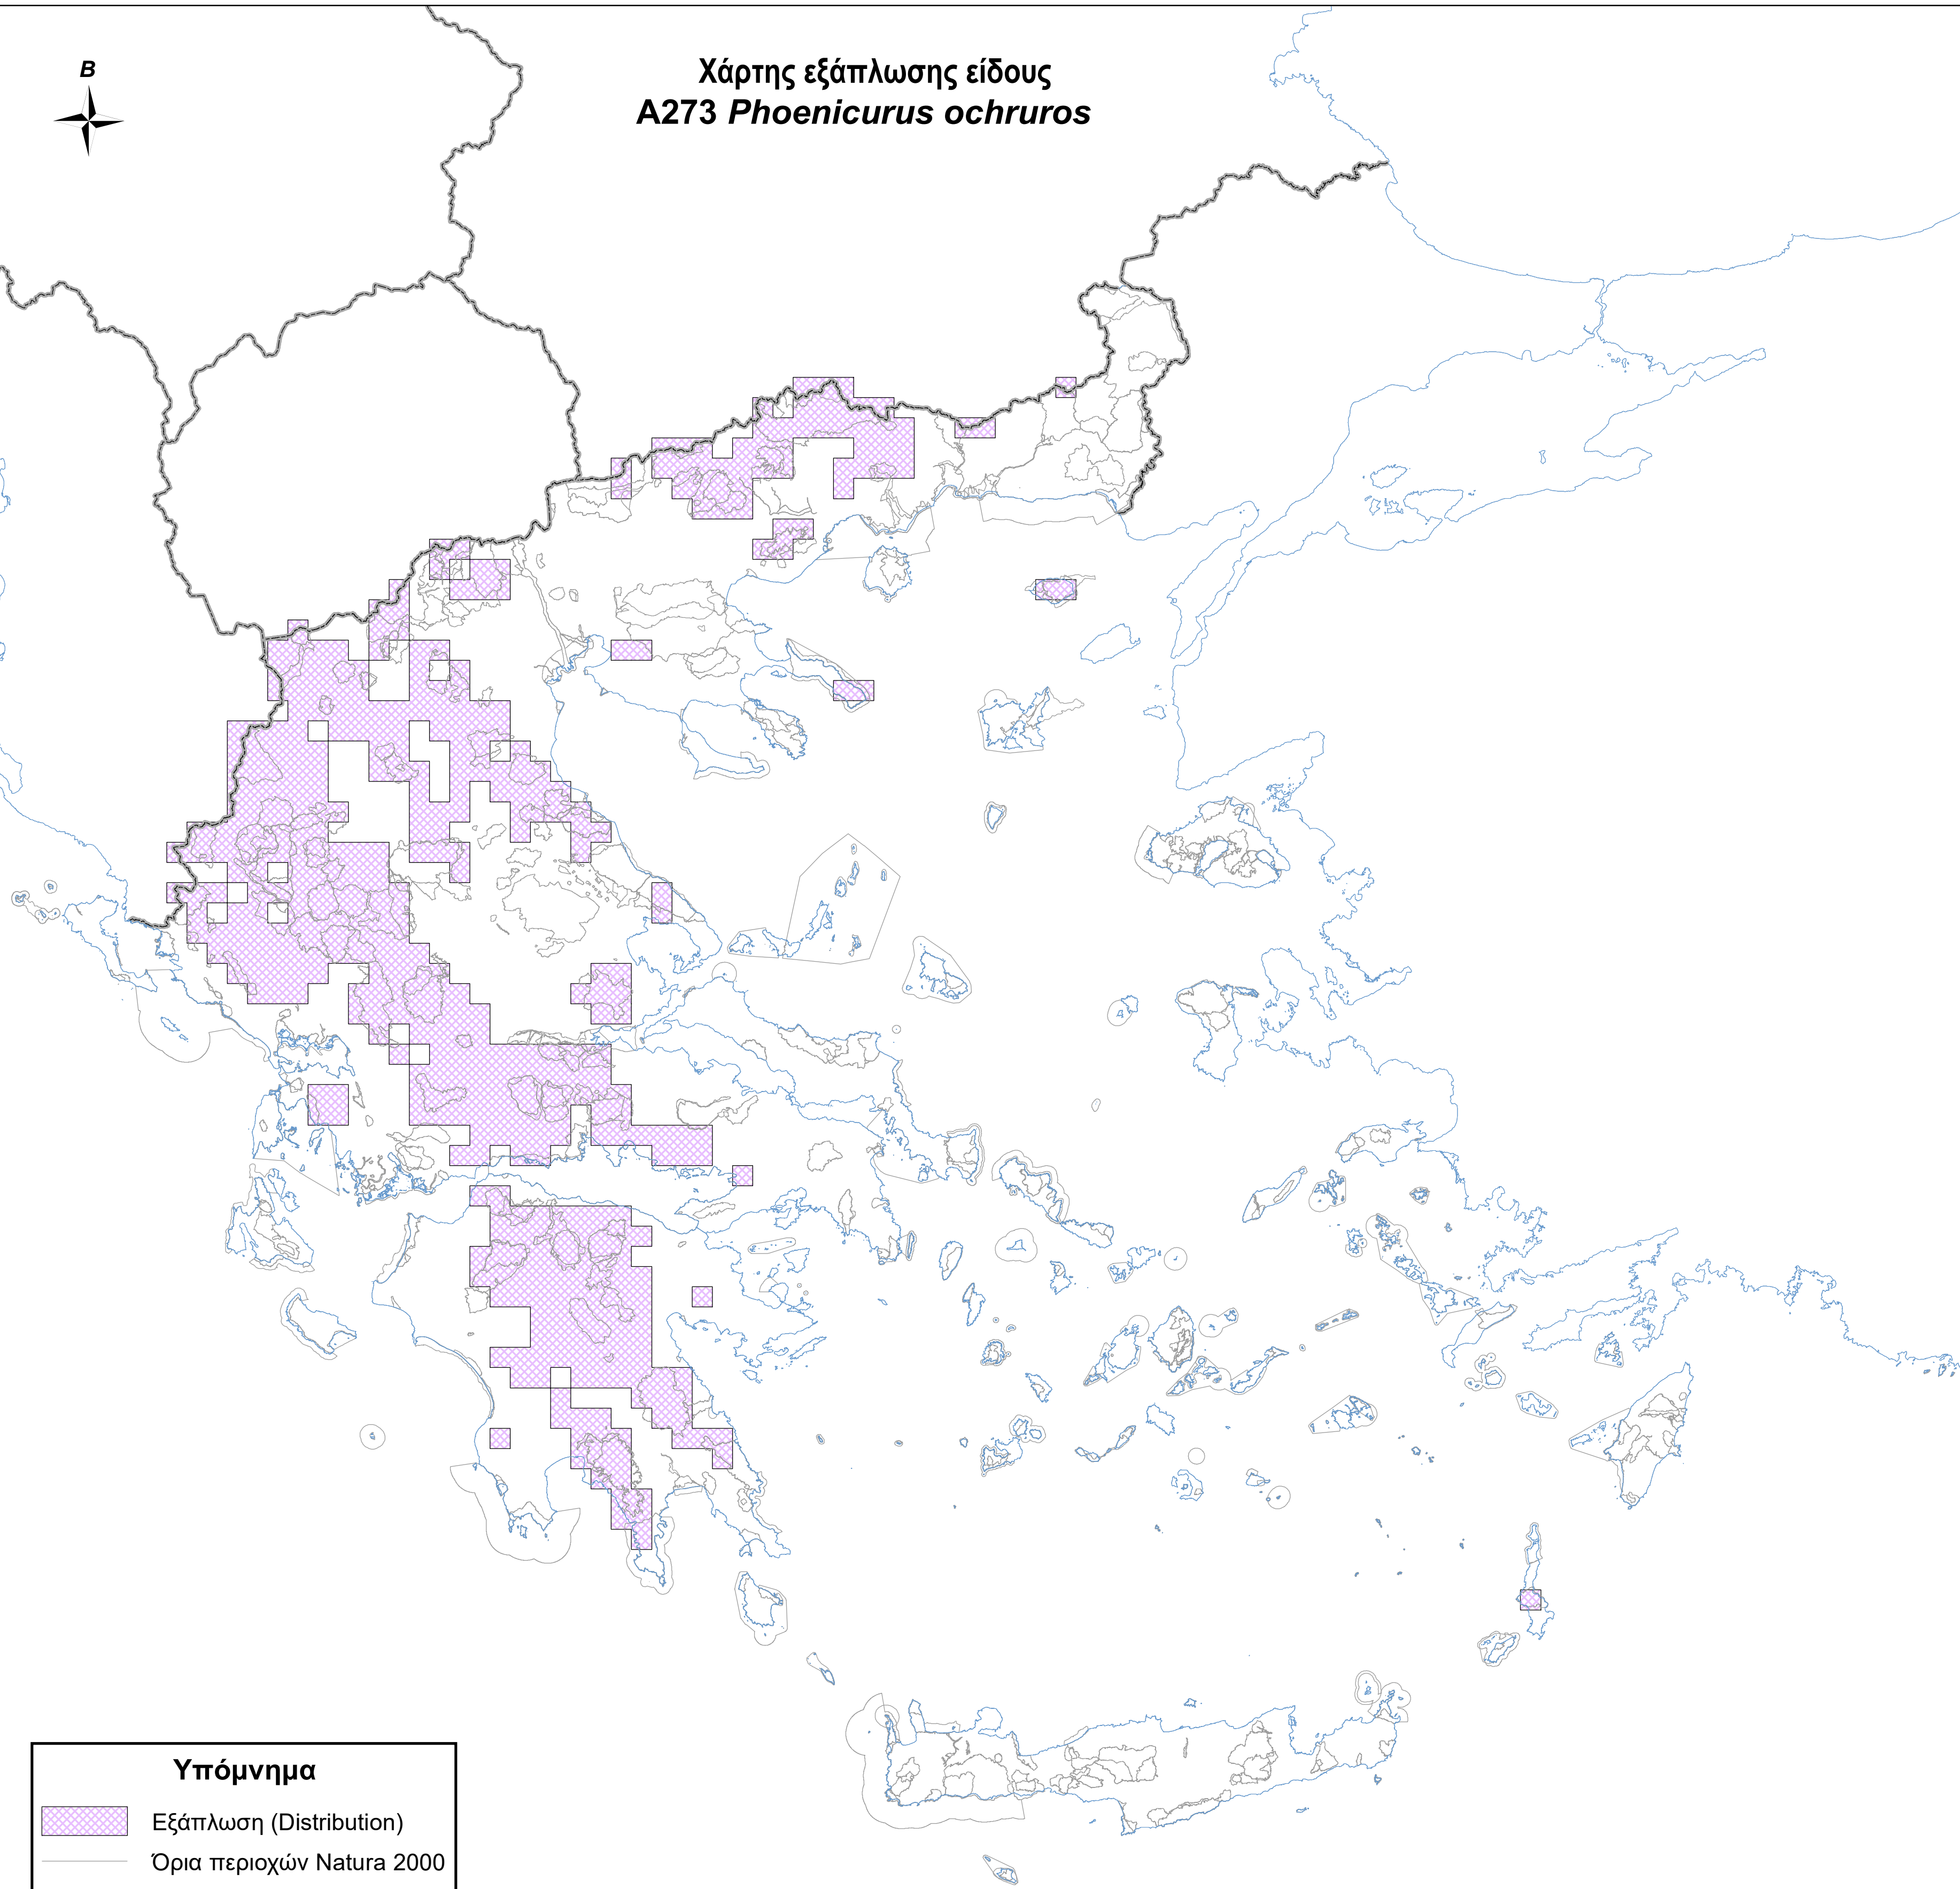 Β
Χάρτης εξάπλωσης είδους
A273 Phoenicurus ochruros
Υπόμνημα
Εξάπλωση (Distribution)
Όρια περιοχών Natura 2000